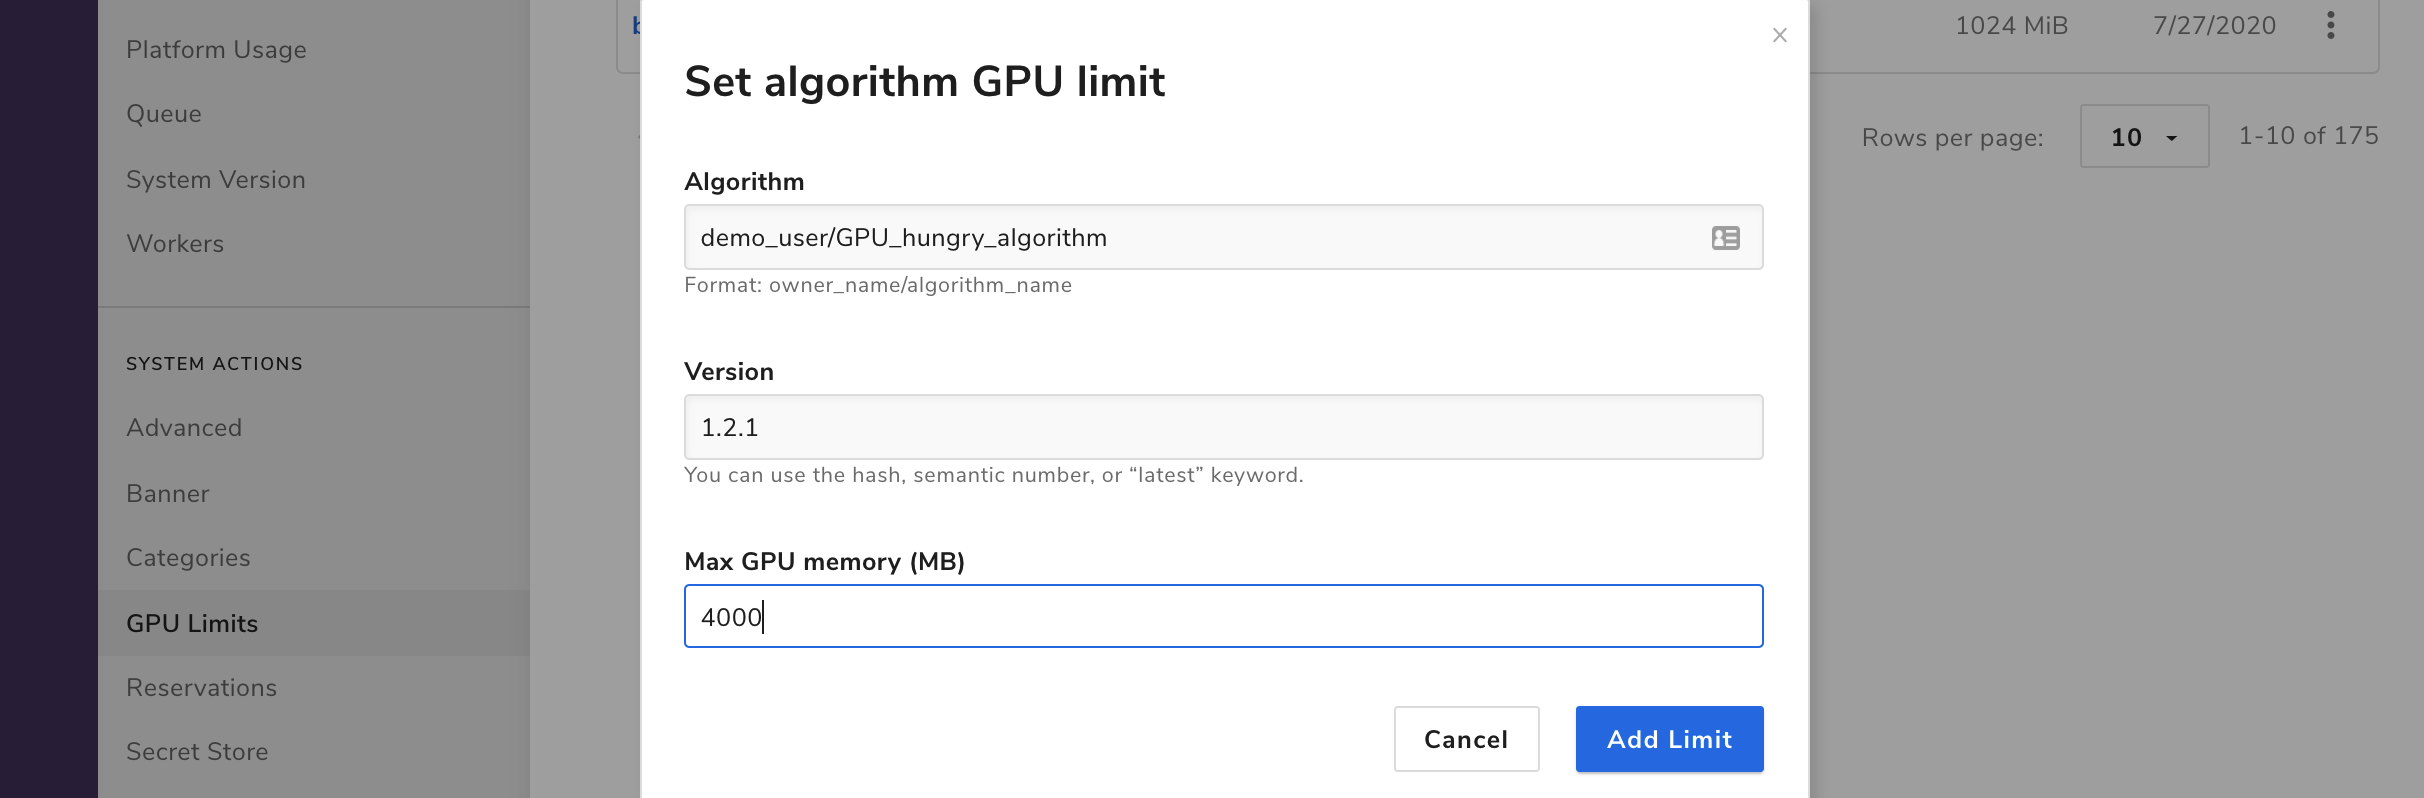 Platform Usage
Queue
System Version
Workers
SYSTEM ACTIONS
Advanced
Banner
Categories
GPU Limits
Reservations
Secret Store
Set algorithm GPU limit
Algorithm
demo_user/GPU_hungry_algorithm
Format: owner_name/algorithm_name
Version
1.2.1
You can use the hash, semantic number, or “latest” keyword.
Max GPU memory (MB)
4000
Cancel
Add Limit
1024 MiB
7/27/2020
Rows per page:
10
1-10 of 175